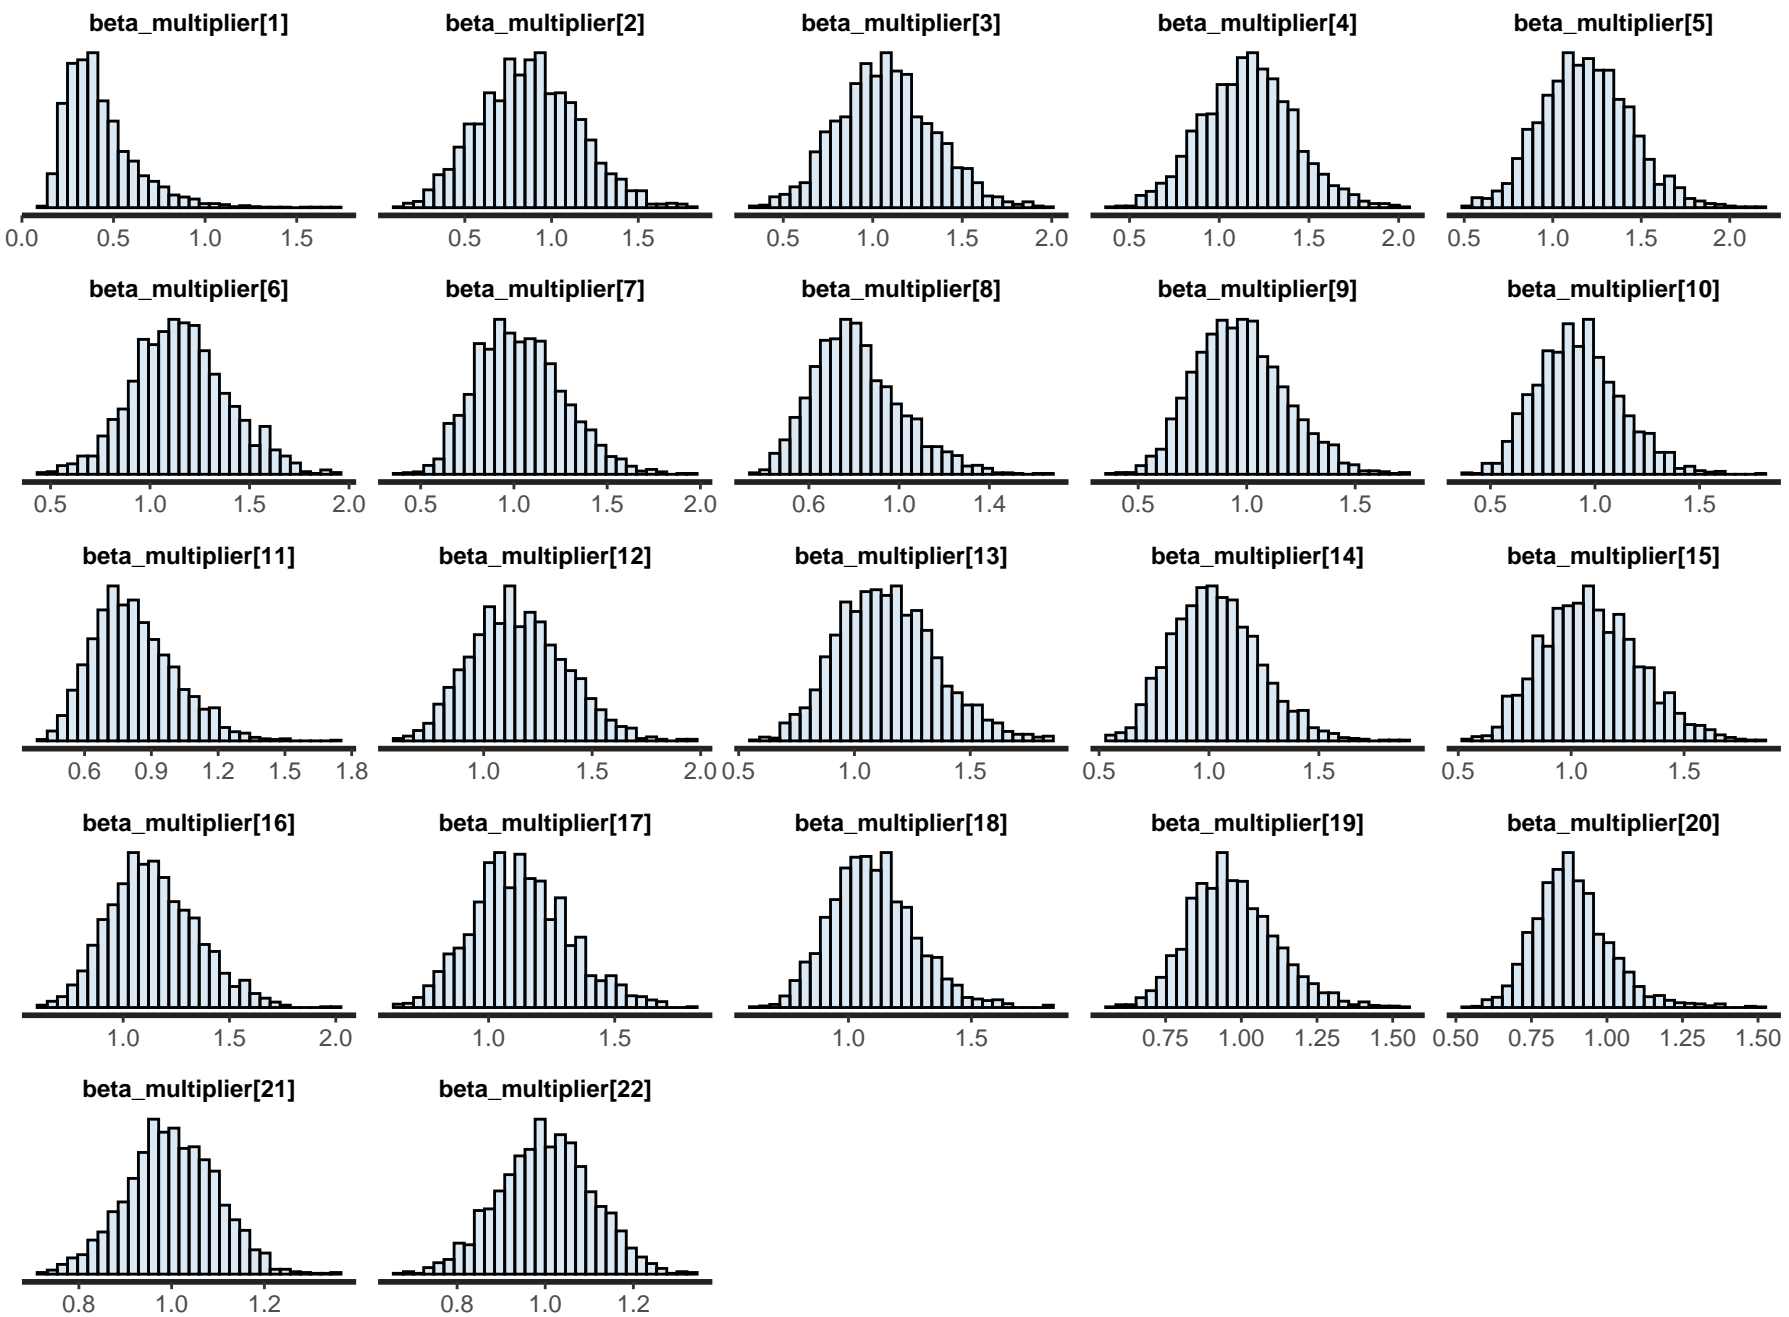 beta_multiplier[1] beta_multiplier[2] beta_multiplier[3] beta_multiplier[4] beta_multiplier[5]
0.0 0.5 1.0 1.5 0.5 1.0 1.5 0.5 1.0 1.5 2.0 0.5 1.0 1.5 2.0 0.5 1.0 1.5 2.0
beta_multiplier[6] beta_multiplier[7] beta_multiplier[8] beta_multiplier[9] beta_multiplier[10]
0.5 1.0 1.5 2.0 0.5 1.0 1.5 2.0 0.6 1.0 1.4 0.5 1.0 1.5 0.5 1.0 1.5
beta_multiplier[11] beta_multiplier[12] beta_multiplier[13] beta_multiplier[14] beta_multiplier[15]
0.6 0.9 1.2 1.5 1.8 1.0 1.5 2.0 0.5 1.0 1.5 0.5 1.0 1.5 0.5 1.0 1.5
beta_multiplier[16] beta_multiplier[17] beta_multiplier[18] beta_multiplier[19] beta_multiplier[20]
1.0 1.5 2.0 1.0 1.5 1.0 1.5 0.75 1.00 1.25 1.50 0.50 0.75 1.00 1.25 1.50
beta_multiplier[21] beta_multiplier[22]
0.8 1.0 1.2 0.8 1.0 1.2